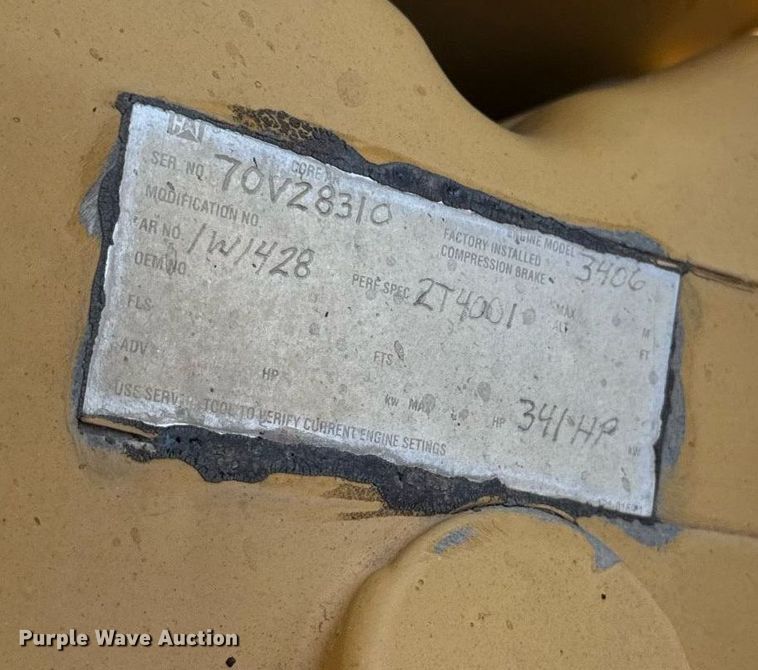 CAT
CORE
SER. NO. 70V28310
ENGINE MODEL 3406
MODIFICATION NO
FACTORY INSTALLED
COMPRESSION BRAKE
AR NO. 1W1428
PERF SPEC 2T4001
MAX
ALT
M
FT
OEM NO
FLS
FTS
ADV
HP
kW MAX
HP 341HP kW
USE SERVICE TOOL TO VERIFY CURRENT ENGINE SETINGS
Purple Wave Auction